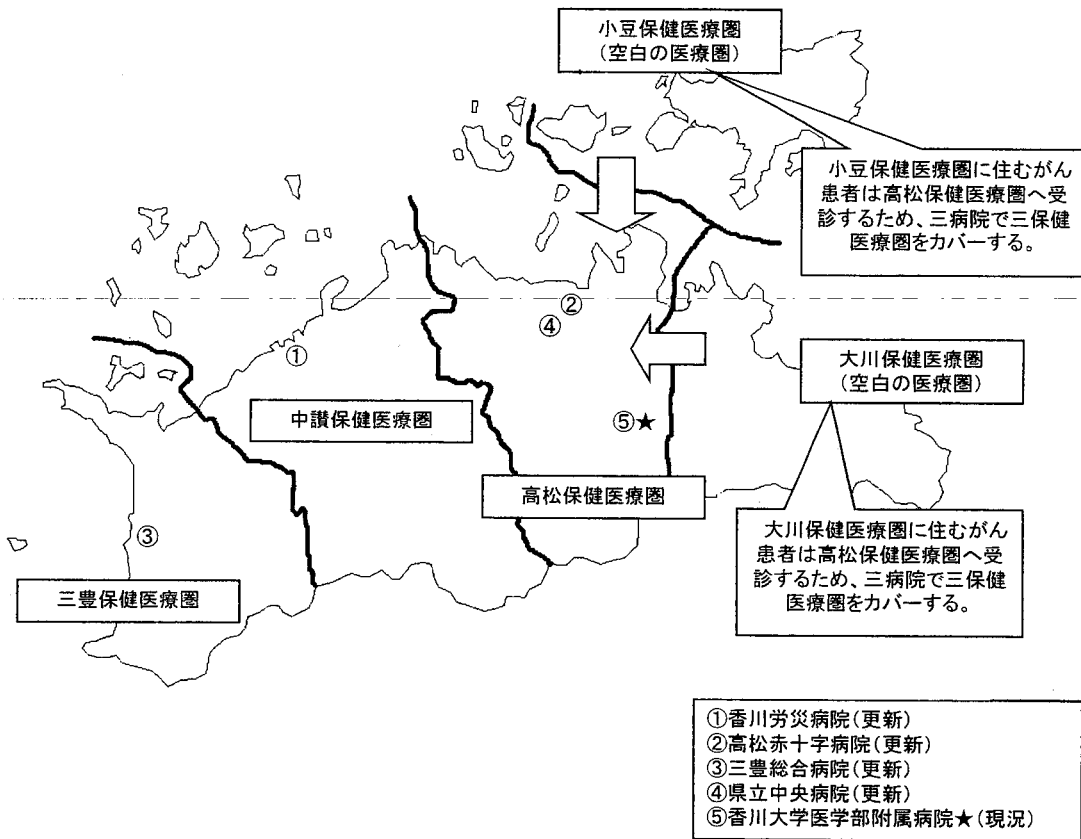 小豆保健医療圏
(空白の医療圏)
小豆保健医療圏に住むがん
患者は高松保健医療圏へ受
診するため、三病院で三保健
医療圏をカバーする。
②
④
①
大川保健医療圏
(空白の医療圏)
中讃保健医療圏
⑤★
高松保健医療圏
大川保健医療圏に住むがん
患者は高松保健医療圏へ受
診するため、三病院で三保健
医療圏をカバーする。
③
三豊保健医療圏
①香川労災病院(更新)
②高松赤十字病院(更新)
③三豊総合病院(更新)
④県立中央病院(更新)
⑤香川大学医学部附属病院★(現況)